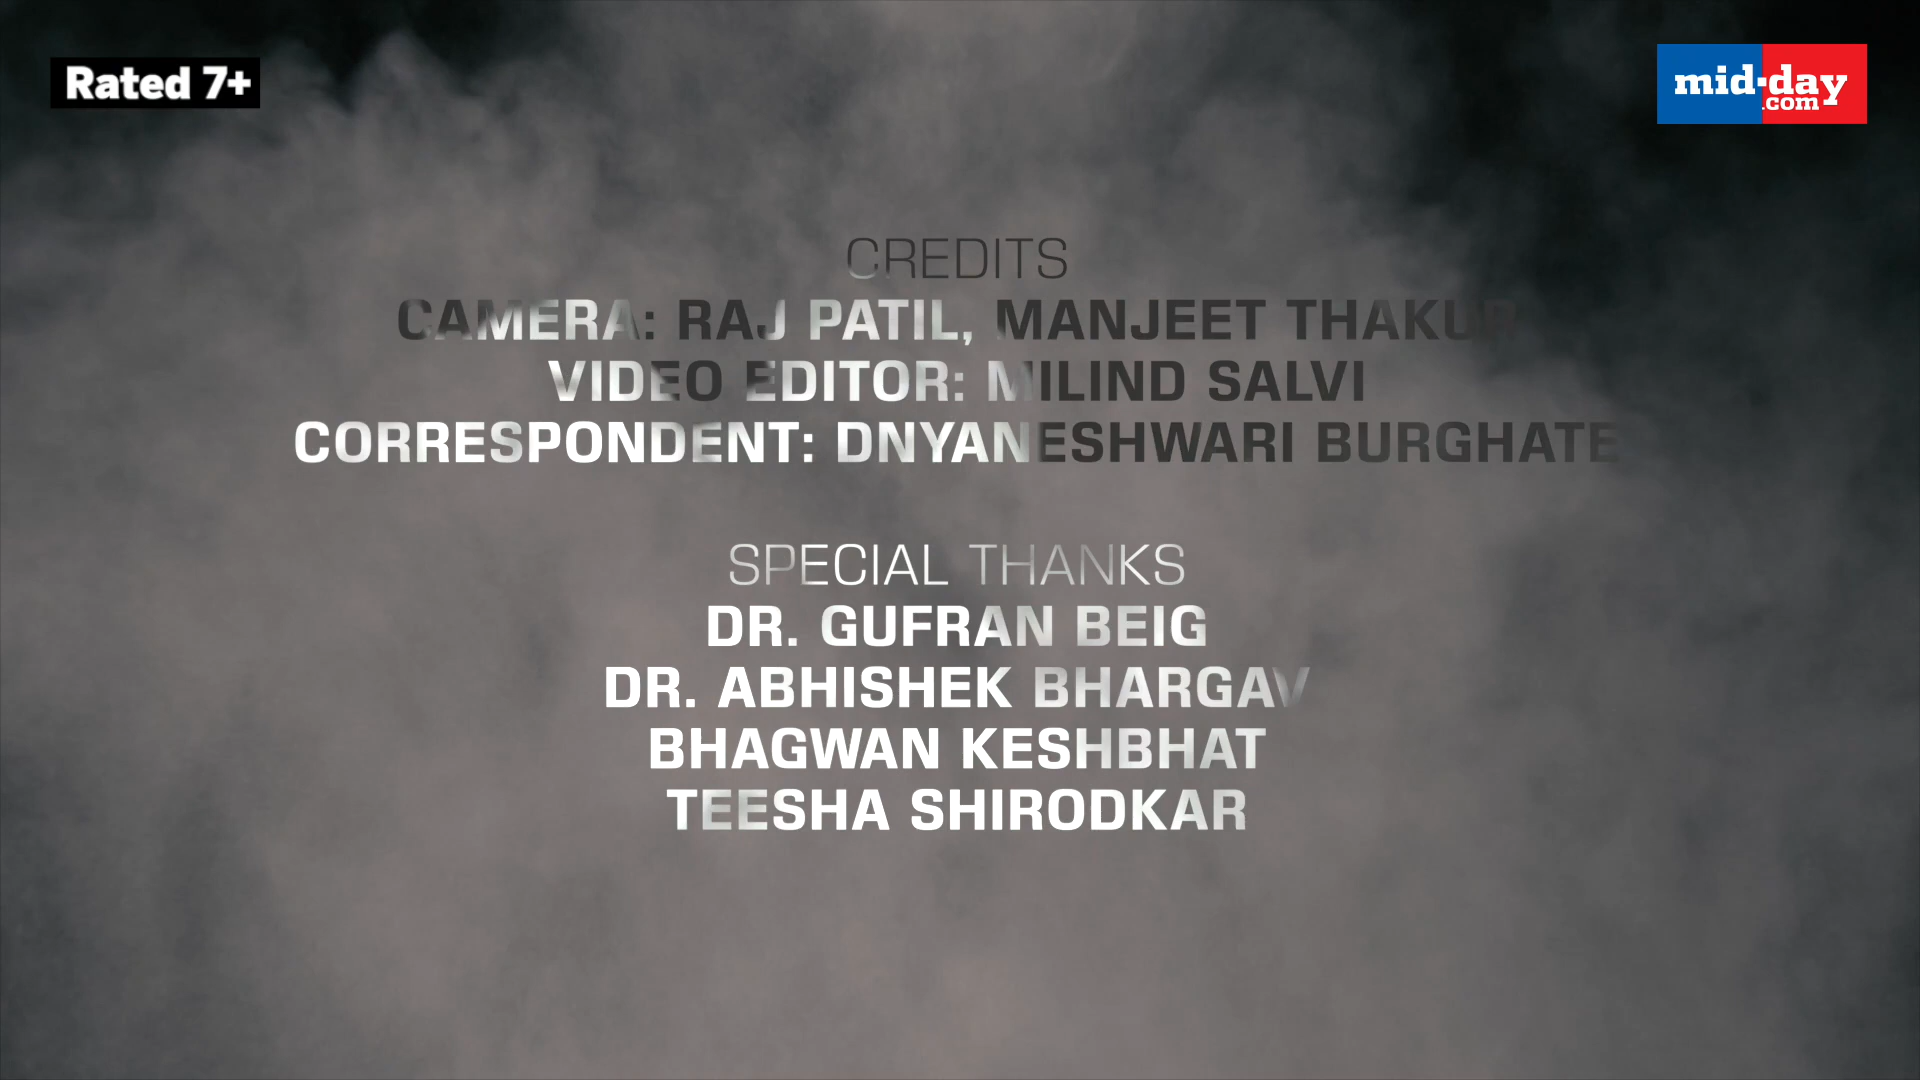 Rated 7+
mid-day
.com
CREDITS
CAMERA: RAJ PATIL, MANJEET THAKUR
VIDEO EDITOR: MILIND SALVI
CORRESPONDENT: DNYANESHWARI BURGHATE
SPECIAL THANKS
DR. GUFRAN BEIG
DR. ABHISHEK BHARGAV
BHAGWAN KESHBHAT
TEESHA SHIRODKAR